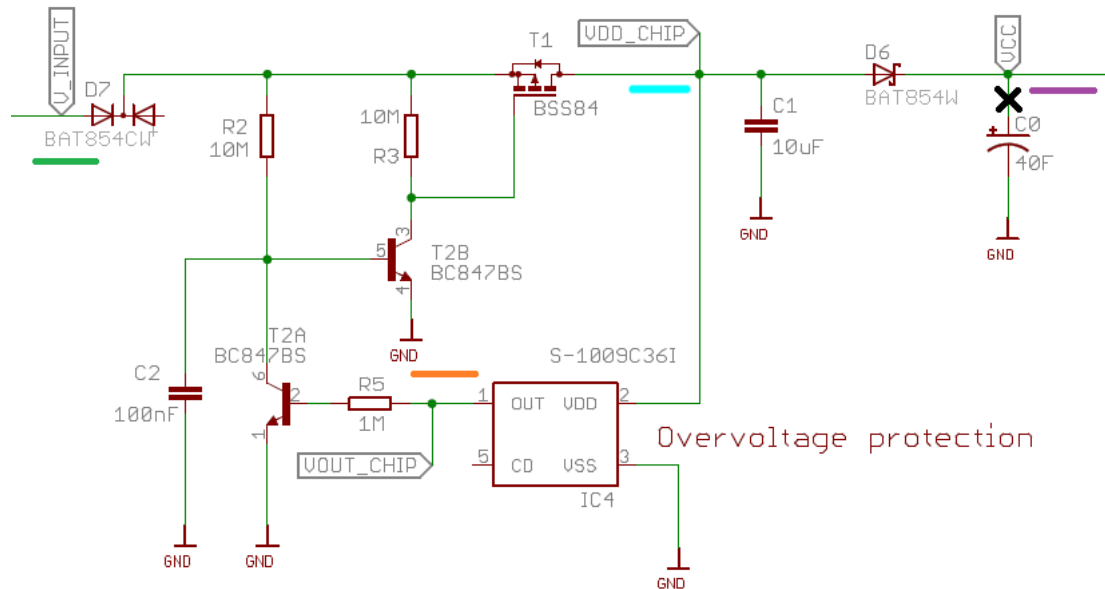 V_INPUT
D7
BAT854CW
R2
10M
10M
R3
T1
BSS84
VDD_CHIP
C1
10uF
GND
D6
BAT854W
VCC
C0
40F
GND
T2B
BC847BS
3
5
4
GND
T2A
BC847BS
6
2
1
C2
100nF
GND
GND
R5
1M
VOUT_CHIP
S-1009C36I
1
OUT
VDD
2
5
CD
VSS
3
IC4
GND
Overvoltage protection